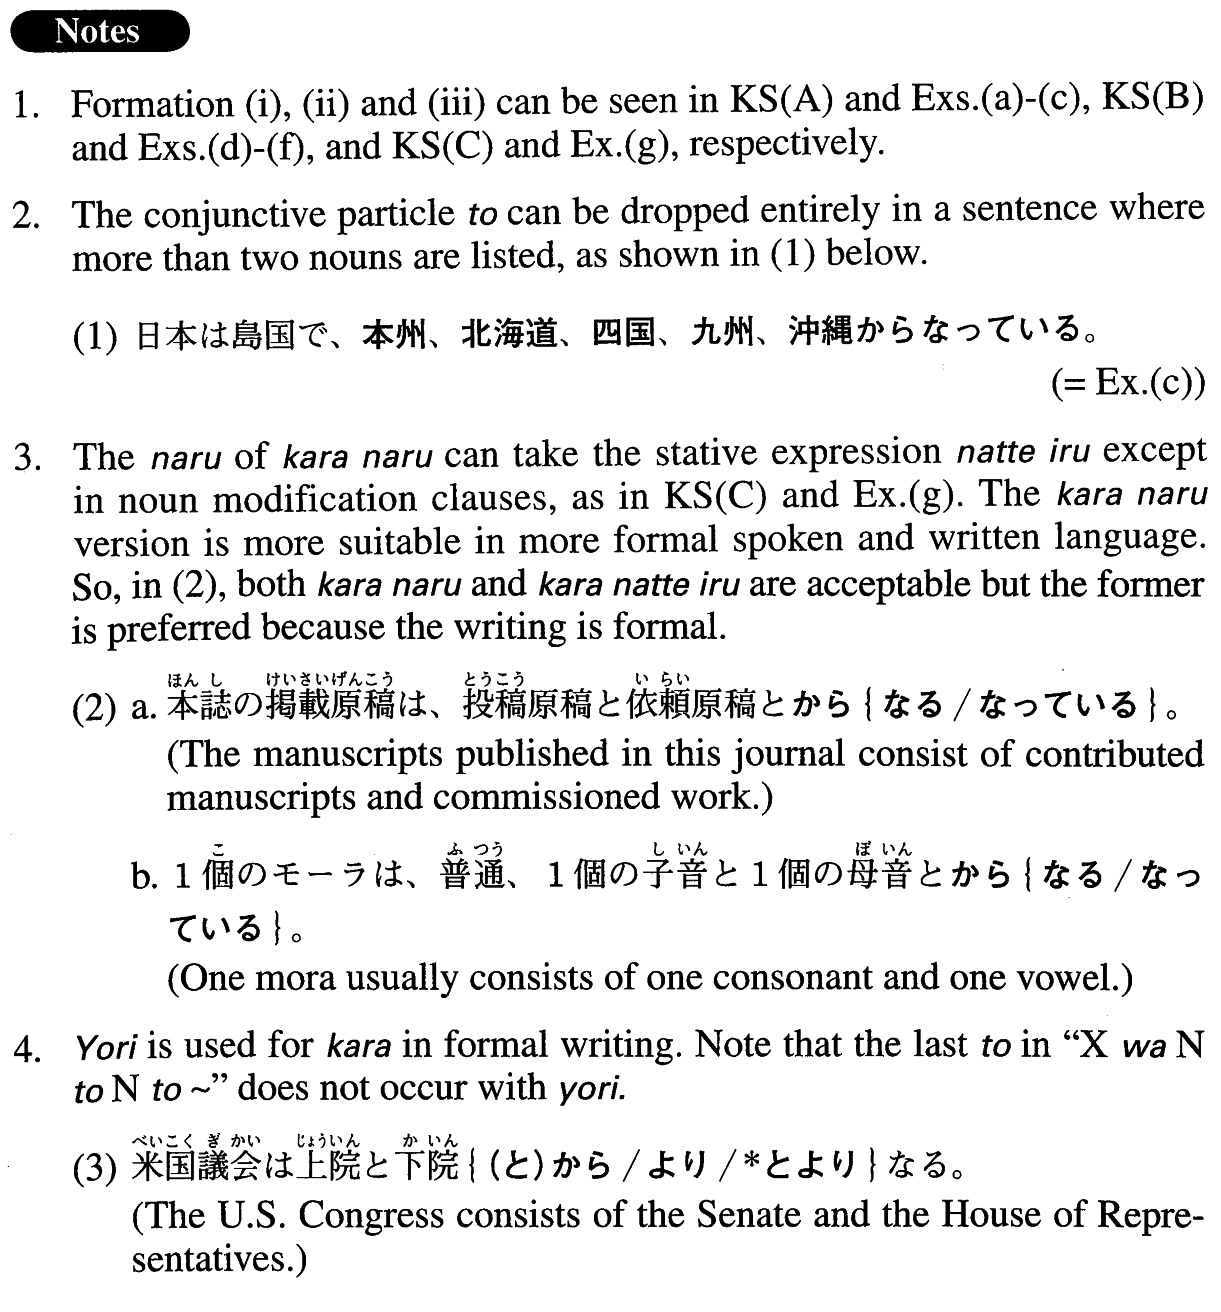 Notes
1. Formation (i), (ii) and (iii) can be seen in KS(A) and Exs.(a)-(c), KS(B)
and Exs.(d)-(f), and KS(C) and Ex.(g), respectively.
2. The conjunctive particle to can be dropped entirely in a sentence where
more than two nouns are listed, as shown in (1) below.
(1) 日本は島国で、本州、北海道、四国、九州、沖縄からなっている。
(= Ex.(c))
3. The naru of kara naru can take the stative expression natte iru except
in noun modification clauses, as in KS(C) and Ex.(g). The kara naru
version is more suitable in more formal spoken and written language.
So, in (2), both kara naru and kara natte iru are acceptable but the former
is preferred because the writing is formal.
ほん し けいさいげんこう とうこう い らい
(2) a. 本誌の掲載原稿は、投稿原稿と依頼原稿とから{なる/なっている}。
(The manuscripts published in this journal consist of contributed
manuscripts and commissioned work.)
こ ふ つう し いん ぼ いん
b. 1個のモーラは、普通、1個の子音と1個の母音とから{なる/なっ
ている}。
(One mora usually consists of one consonant and one vowel.)
4. Yori is used for kara in formal writing. Note that the last to in “X wa N
to N to ~” does not occur with yori.
べいこく ぎ かい じょういん か いん
(3) 米国議会は上院と下院{(と)から/より/*とより}なる。
(The U.S. Congress consists of the Senate and the House of Repre-
sentatives.)